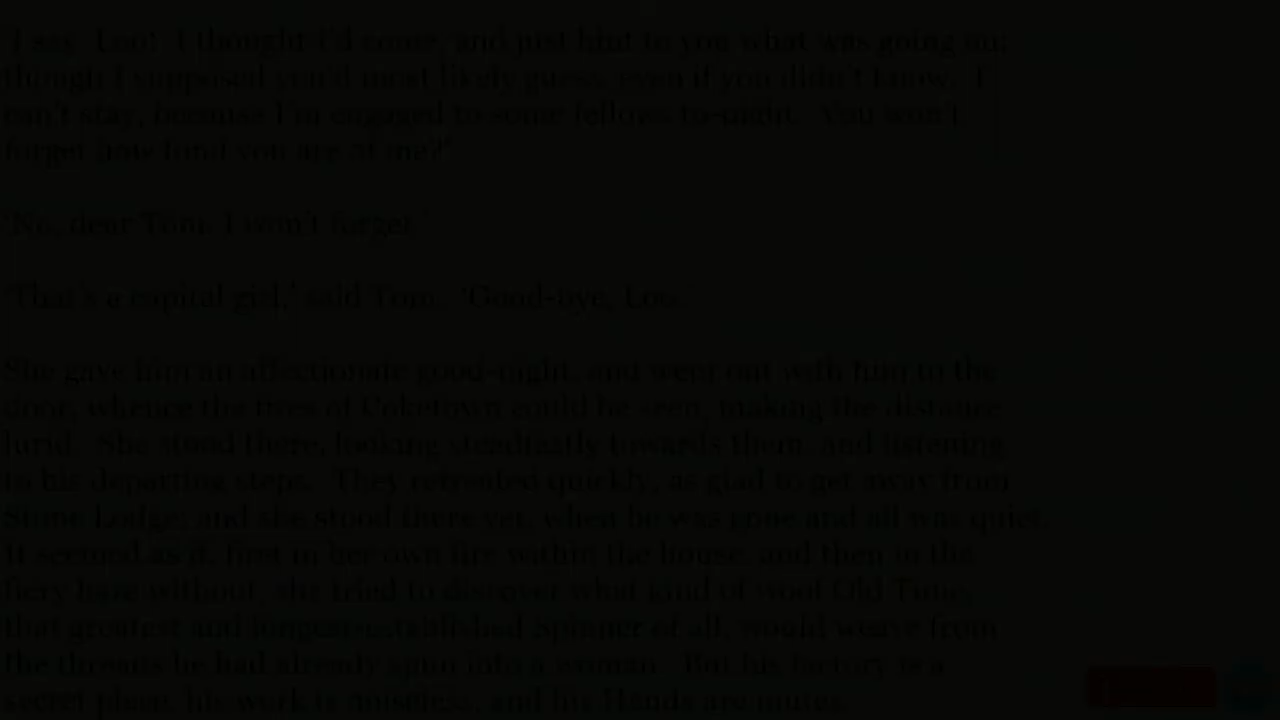 'I say, Loo! I thought I'd come, and just hint to you what was going on;
though I supposed you'd most likely guess, even if you didn't know. I
can't stay, because I'm engaged to some fellows to-night. You won't
forget how fond you are of me?'
'No, dear Tom, I won't forget.'
'That's a capital girl,' said Tom. 'Good-bye, Loo.'
She gave him an affectionate good-night, and went out with him to the
door, whence the fires of Coketown could be seen, making the distance
lurid. She stood there, looking steadfastly towards them, and listening
to his departing steps. They retreated quickly, as glad to get away from
Stone Lodge; and she stood there yet, when he was gone and all was quiet.
It seemed as if, first in her own fire within the house, and then in the
fiery haze without, she tried to discover what kind of woof Old Time,
that greatest and longest-established Spinner of all, would weave from
the threads he had already spun into a woman. But his factory is a
secret place, his work is noiseless, and his Hands are mutes.